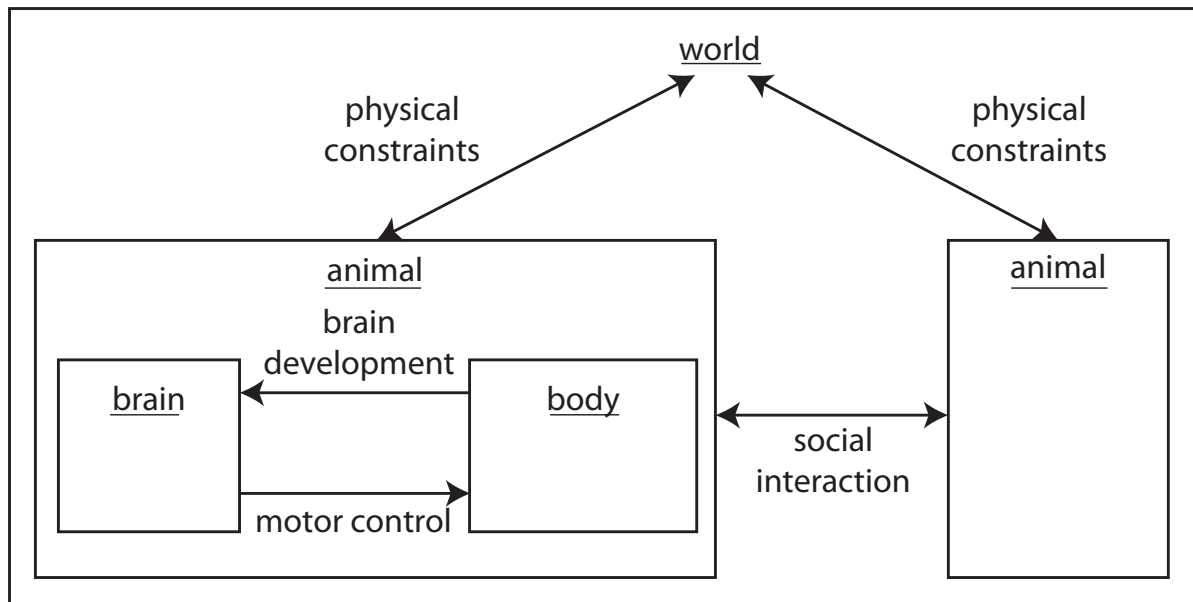 world
physical
constraints
physical
constraints
animal
animal
brain
development
brain
body
motor control
social
interaction